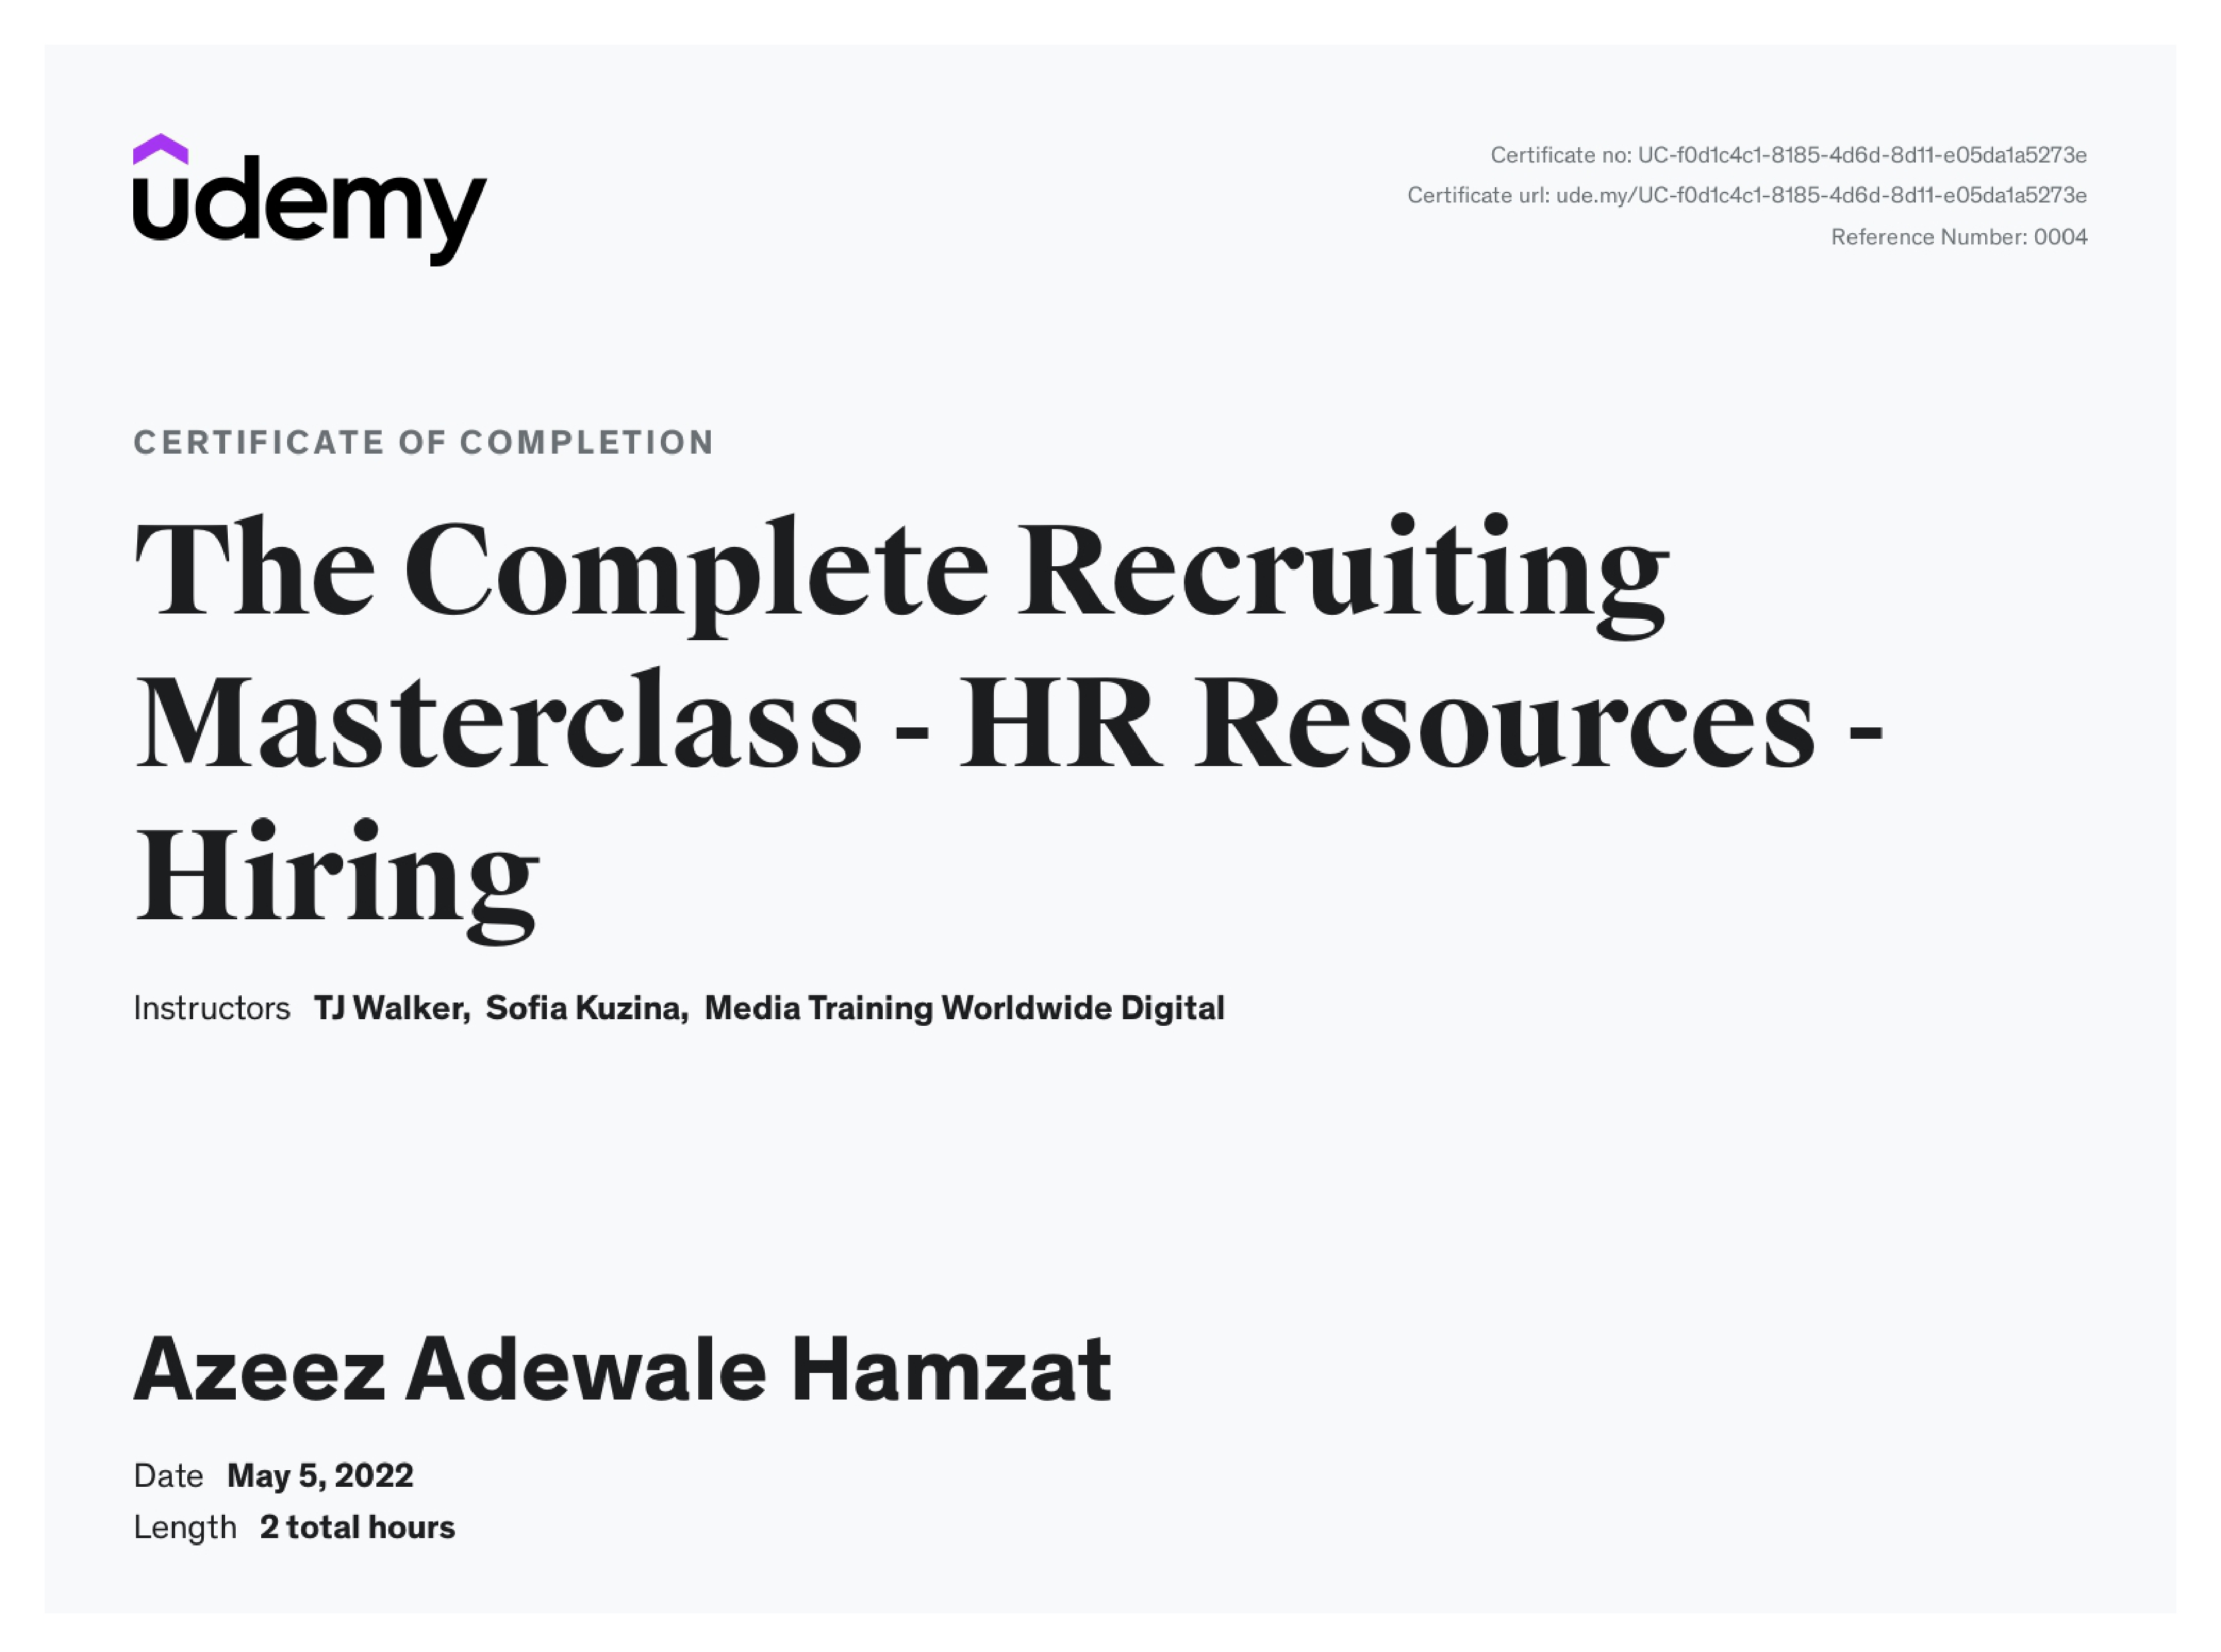 udemy
Certificate no: UC-f0d1c4c1-8185-4d6d-8d11-e05da1a5273e
Certificate url: ude.my/UC-f0d1c4c1-8185-4d6d-8d11-e05da1a5273e
Reference Number: 0004
CERTIFICATE OF COMPLETION
The Complete Recruiting
Masterclass - HR Resources -
Hiring
Instructors TJ Walker, Sofia Kuzina, Media Training Worldwide Digital
Azeez Adewale Hamzat
Date May 5, 2022
Length 2 total hours